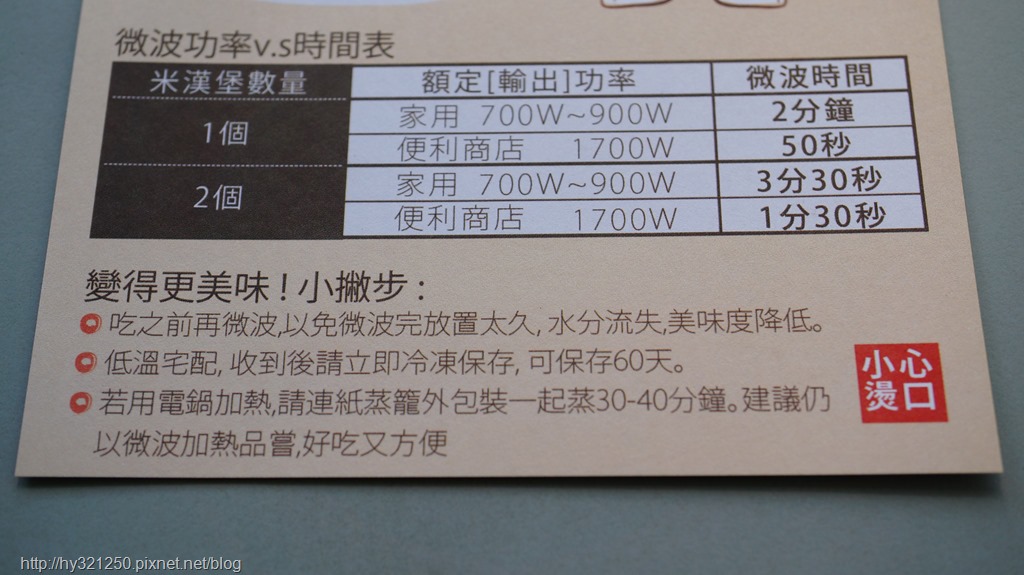 微波功率v.s時間表
米漢堡數量 額定[輸出]功率 微波時間
1個 家用 700W~900W 2分鐘
便利商店 1700W 50秒
2個 家用 700W~900W 3分30秒
便利商店 1700W 1分30秒
變得更美味!小撇步:
吃之前再微波,以免微波完放置太久,水分流失,美味度降低。
低溫宅配,收到後請立即冷凍保存,可保存60天。
若用電鍋加熱,請連紙蒸籠外包裝一起蒸30-40分鐘。建議仍
以微波加熱品嘗,好吃又方便
小心
燙口
http://hy321250.pixnet.net/blog